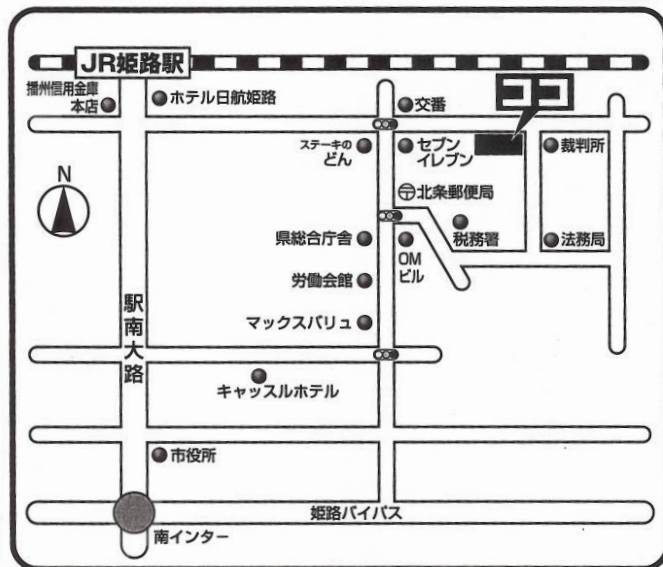 JR姫路駅
播州信用金庫
本店
ホテル日航姫路
交番
ココ
ステーキの
どん
セブン
イレブン
裁判所
N
〒北条郵便局
県総合庁舎
OM
ビル
税務署
法務局
労働会館
駅南大路
マックスバリュ
キャッスルホテル
市役所
姫路バイパス
南インター